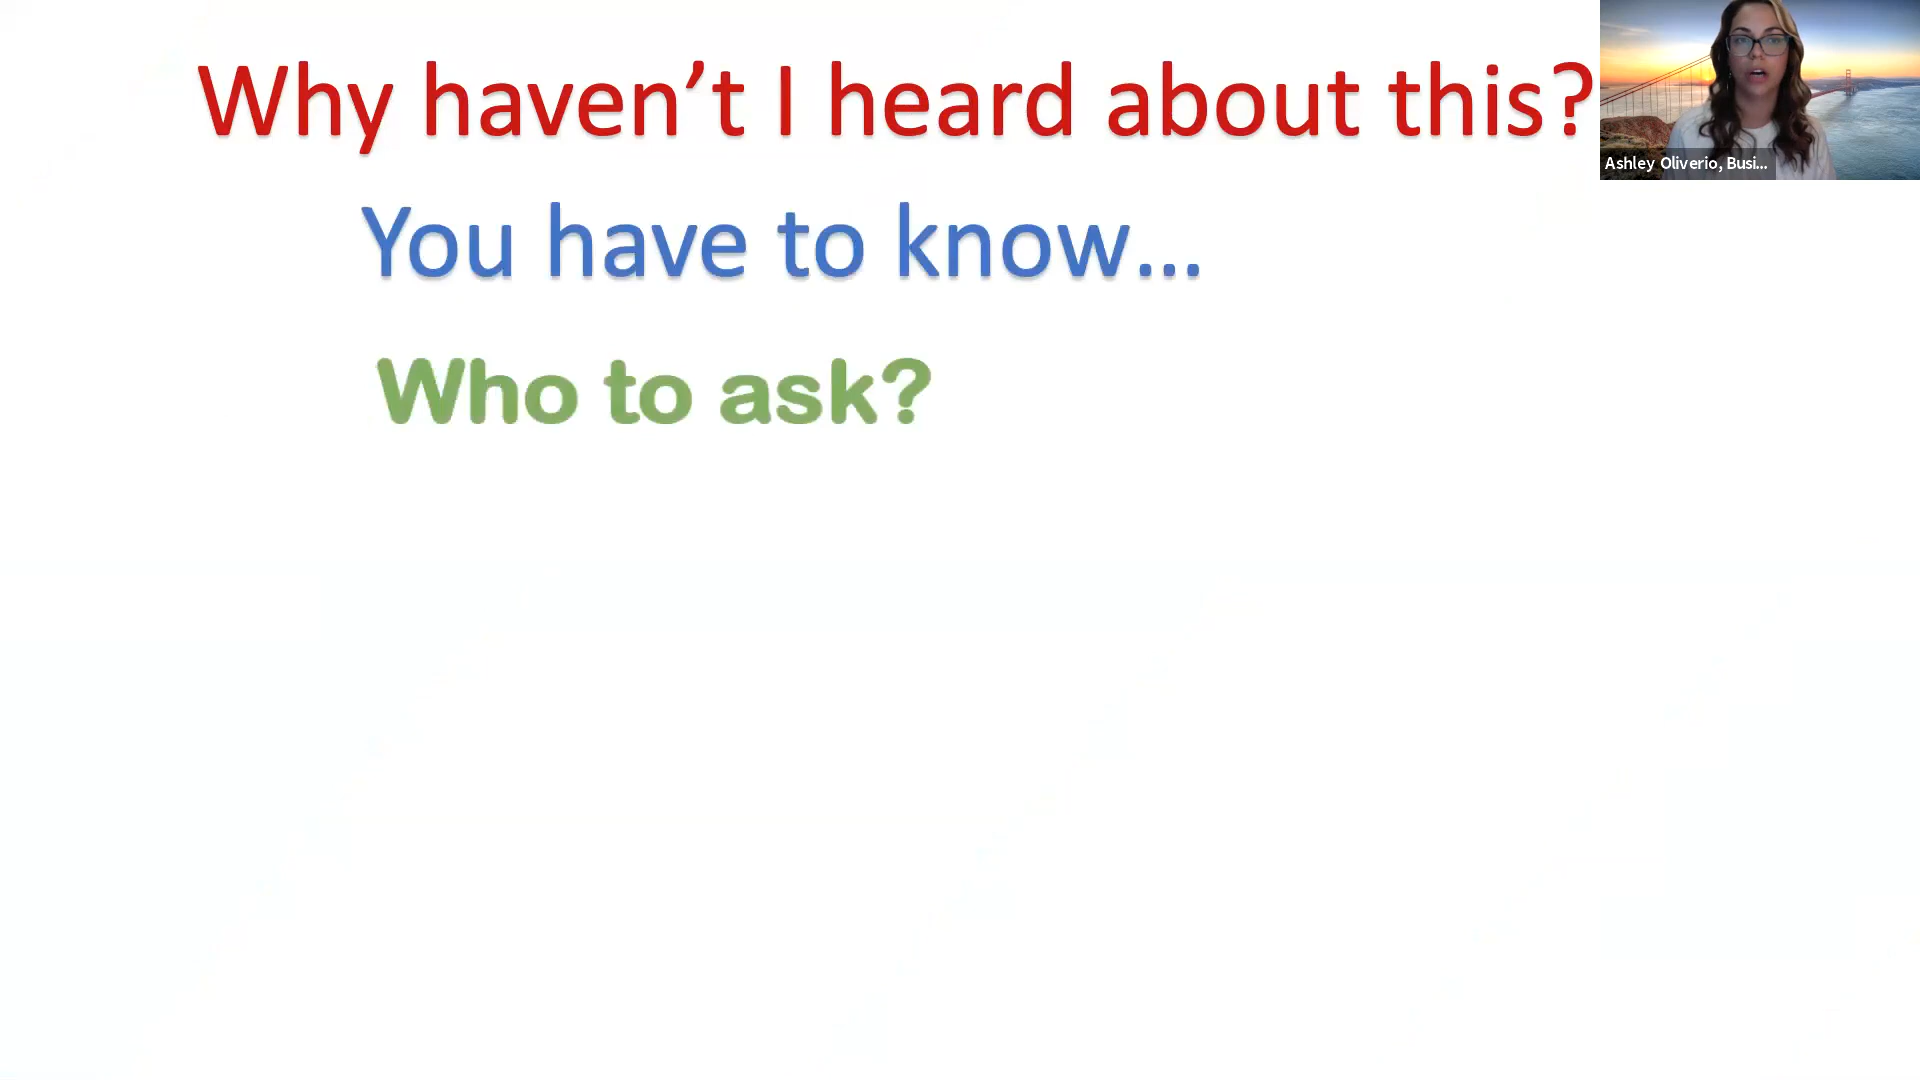 Why haven’t I heard about this?
You have to know...
Who to ask?
Ashley Oliverio, Busi...